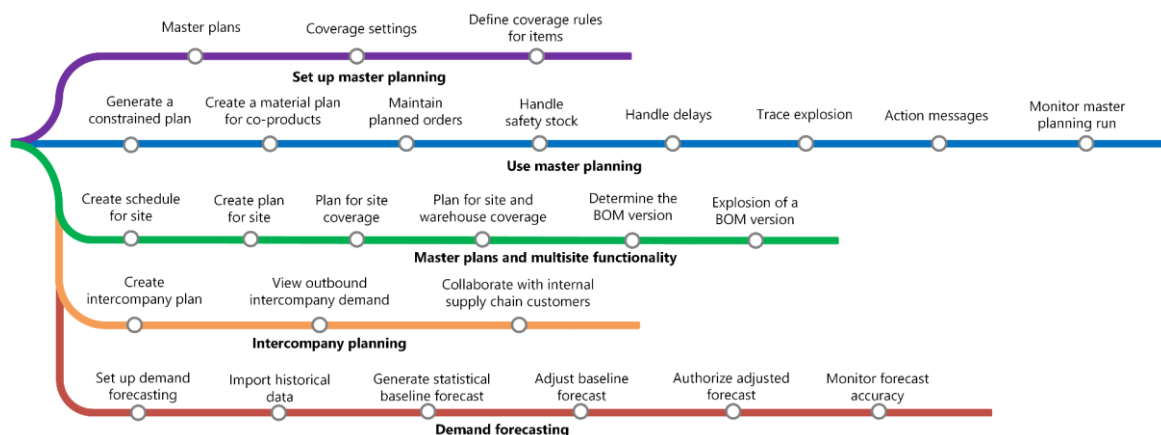 Master plans
Coverage settings
Define coverage rules
for items
Set up master planning
Generate a
constrained plan
Create a material plan
for co-products
Maintain
planned orders
Handle
safety stock
Handle delays
Trace explosion
Action messages
Monitor master
planning run
Use master planning
Create schedule
for site
Create plan
for site
Plan for site
coverage
Plan for site and
warehouse coverage
Determine the
BOM version
Explosion of a
BOM version
Master plans and multisite functionality
Create
intercompany plan
View outbound
intercompany demand
Collaborate with internal
supply chain customers
Intercompany planning
Set up demand
forecasting
Import historical
data
Generate statistical
baseline forecast
Adjust baseline
forecast
Authorize adjusted
forecast
Monitor forecast
accuracy
Demand forecasting